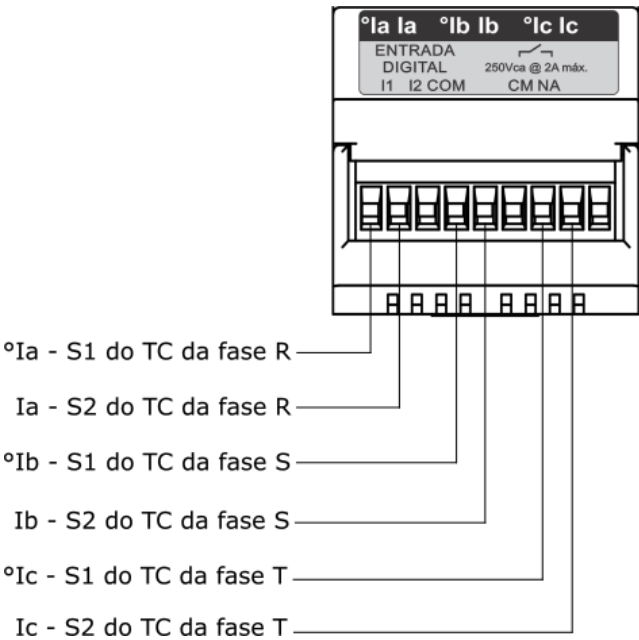 °Ia Ia °Ib Ib °Ic Ic
ENTRADA
DIGITAL 250Vca @ 2A máx.
I1 I2 COM CM NA
°Ia - S1 do TC da fase R
Ia - S2 do TC da fase R
°Ib - S1 do TC da fase S
Ib - S2 do TC da fase S
°Ic - S1 do TC da fase T
Ic - S2 do TC da fase T